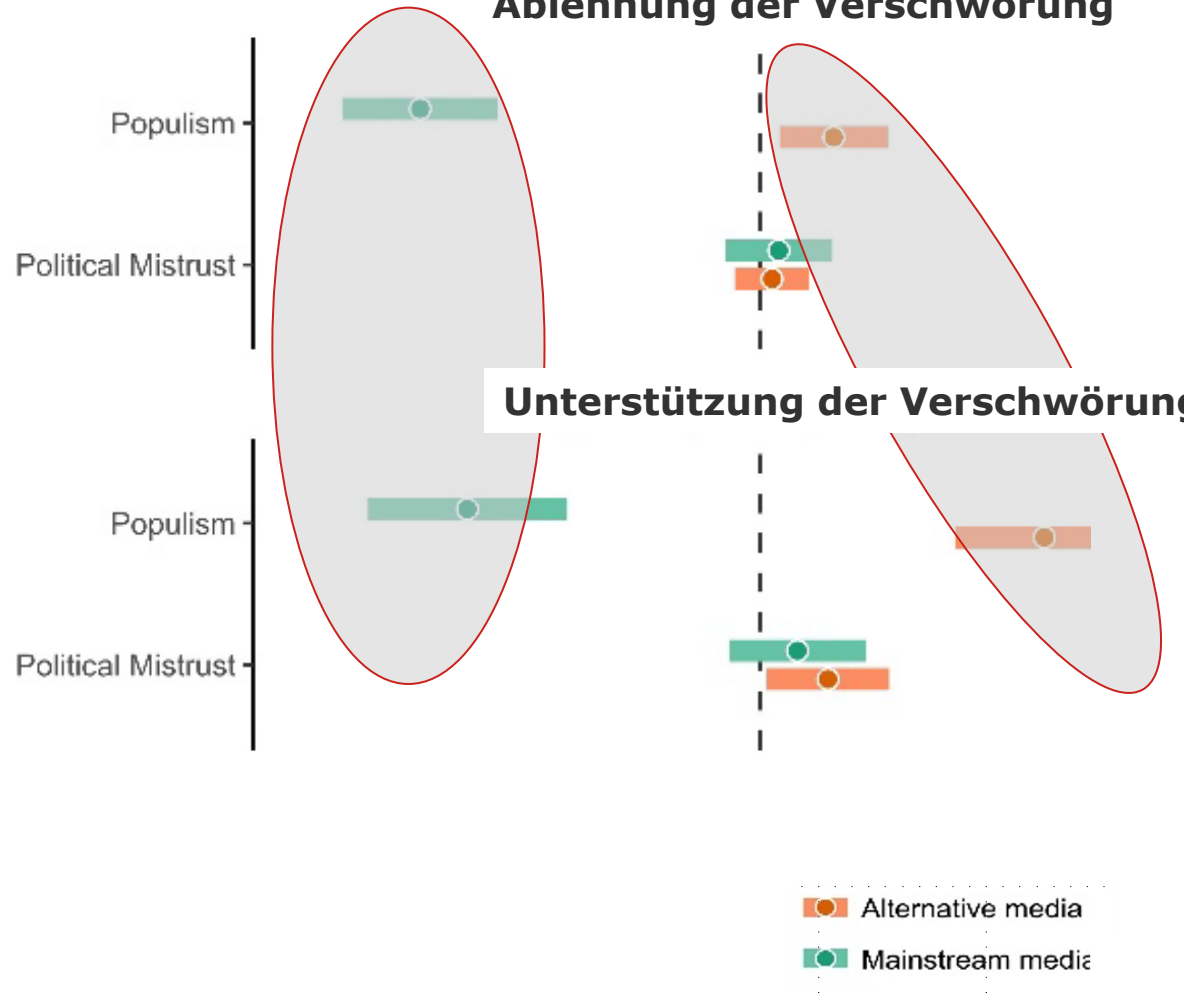 Ablehnung der Verschwörung
Populism
Political Mistrust
Unterstützung der Verschwörung
Populism
Political Mistrust
Alternative media
Mainstream media